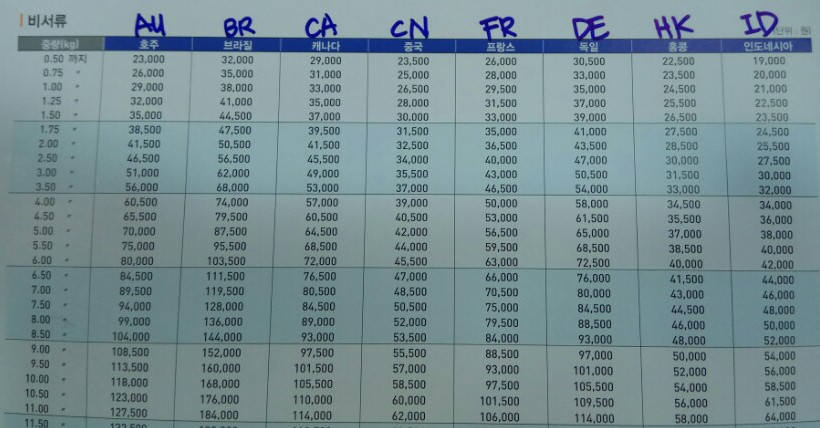 비서류
AU BR CA CN FR DE HK ID
(단위 : 원)
중량(kg) 호주 브라질 캐나다 중국 프랑스 독일 홍콩 인도네시아
0.50 까지 23,000 32,000 29,000 23,500 26,000 30,500 22,500 19,000
0.75 〃 26,000 35,000 31,000 25,000 28,000 33,000 23,500 20,000
1.00 〃 29,000 38,000 33,000 26,500 29,500 35,000 24,500 21,000
1.25 〃 32,000 41,000 35,000 28,000 31,500 37,000 25,500 22,500
1.50 〃 35,000 44,500 37,000 30,000 33,000 39,000 26,500 23,500
1.75 〃 38,500 47,500 39,500 31,500 35,000 41,000 27,500 24,500
2.00 〃 41,500 50,500 41,500 32,500 36,500 43,500 28,500 25,500
2.50 〃 46,500 56,500 45,500 34,000 40,000 47,000 30,000 27,500
3.00 〃 51,000 62,000 49,000 35,500 43,000 50,500 31,500 30,000
3.50 〃 56,000 68,000 53,000 37,000 46,500 54,000 33,000 32,000
4.00 〃 60,500 74,000 57,000 39,000 50,000 58,000 34,500 34,000
4.50 〃 65,500 79,500 60,500 40,500 53,000 61,500 35,500 36,000
5.00 〃 70,000 87,500 64,500 42,000 56,500 65,000 37,000 38,000
5.50 〃 75,000 95,500 68,500 44,000 59,500 68,500 38,500 40,000
6.00 〃 80,000 103,500 72,000 45,500 63,000 72,500 40,000 42,000
6.50 〃 84,500 111,500 76,500 47,000 66,000 76,000 41,500 44,000
7.00 〃 89,500 119,500 80,500 48,500 70,500 80,000 43,000 46,000
7.50 〃 94,000 128,000 84,500 50,500 75,000 84,500 44,500 48,000
8.00 〃 99,000 136,000 89,000 52,000 79,500 88,500 46,000 50,000
8.50 〃 104,000 144,000 93,000 53,500 84,000 93,000 48,000 52,000
9.00 〃 108,500 152,000 97,500 55,500 88,500 97,000 50,000 54,000
9.50 〃 113,500 160,000 101,500 57,000 93,000 101,000 52,000 56,000
10.00 〃 118,000 168,000 105,500 58,500 97,500 105,500 54,000 58,500
10.50 〃 123,000 176,000 110,000 60,000 101,500 109,500 56,000 61,500
11.00 〃 127,500 184,000 114,000 62,000 106,000 114,000 58,000 64,000
11.50 〃